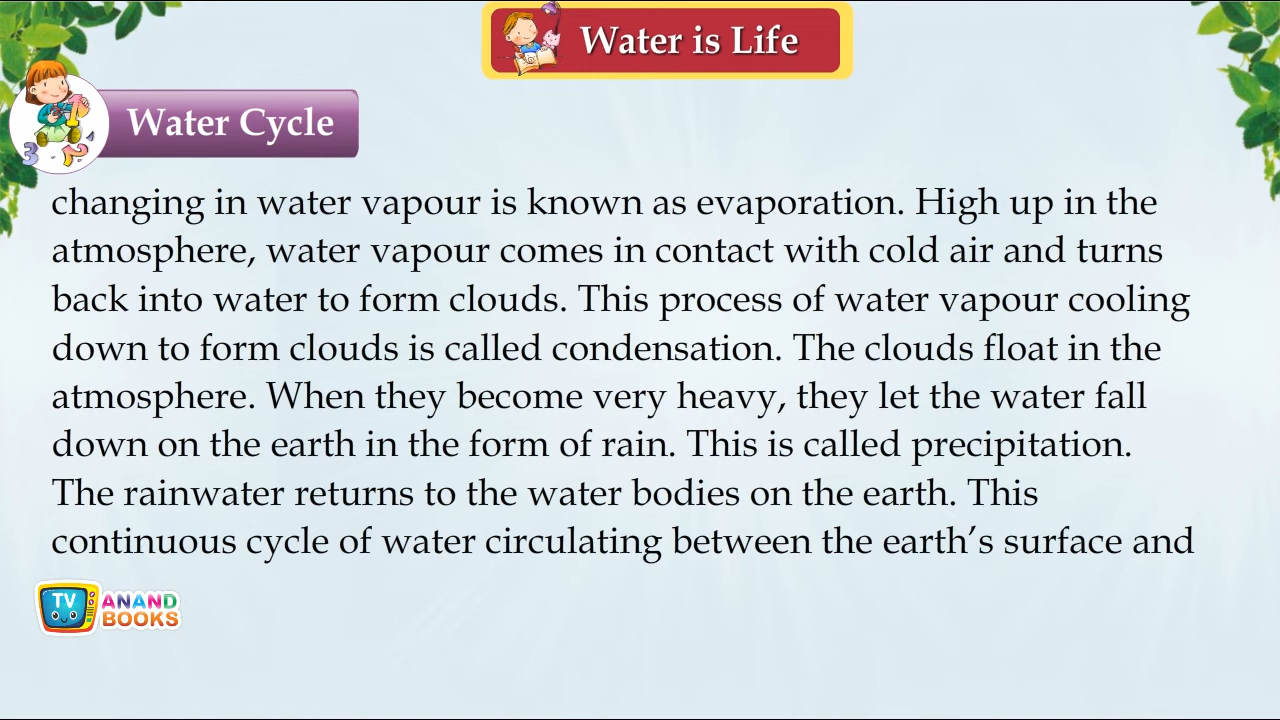 Water is Life
Water Cycle
changing in water vapour is known as evaporation. High up in the
atmosphere, water vapour comes in contact with cold air and turns
back into water to form clouds. This process of water vapour cooling
down to form clouds is called condensation. The clouds float in the
atmosphere. When they become very heavy, they let the water fall
down on the earth in the form of rain. This is called precipitation.
The rainwater returns to the water bodies on the earth. This
continuous cycle of water circulating between the earth’s surface and
TV ANAND
BOOKS